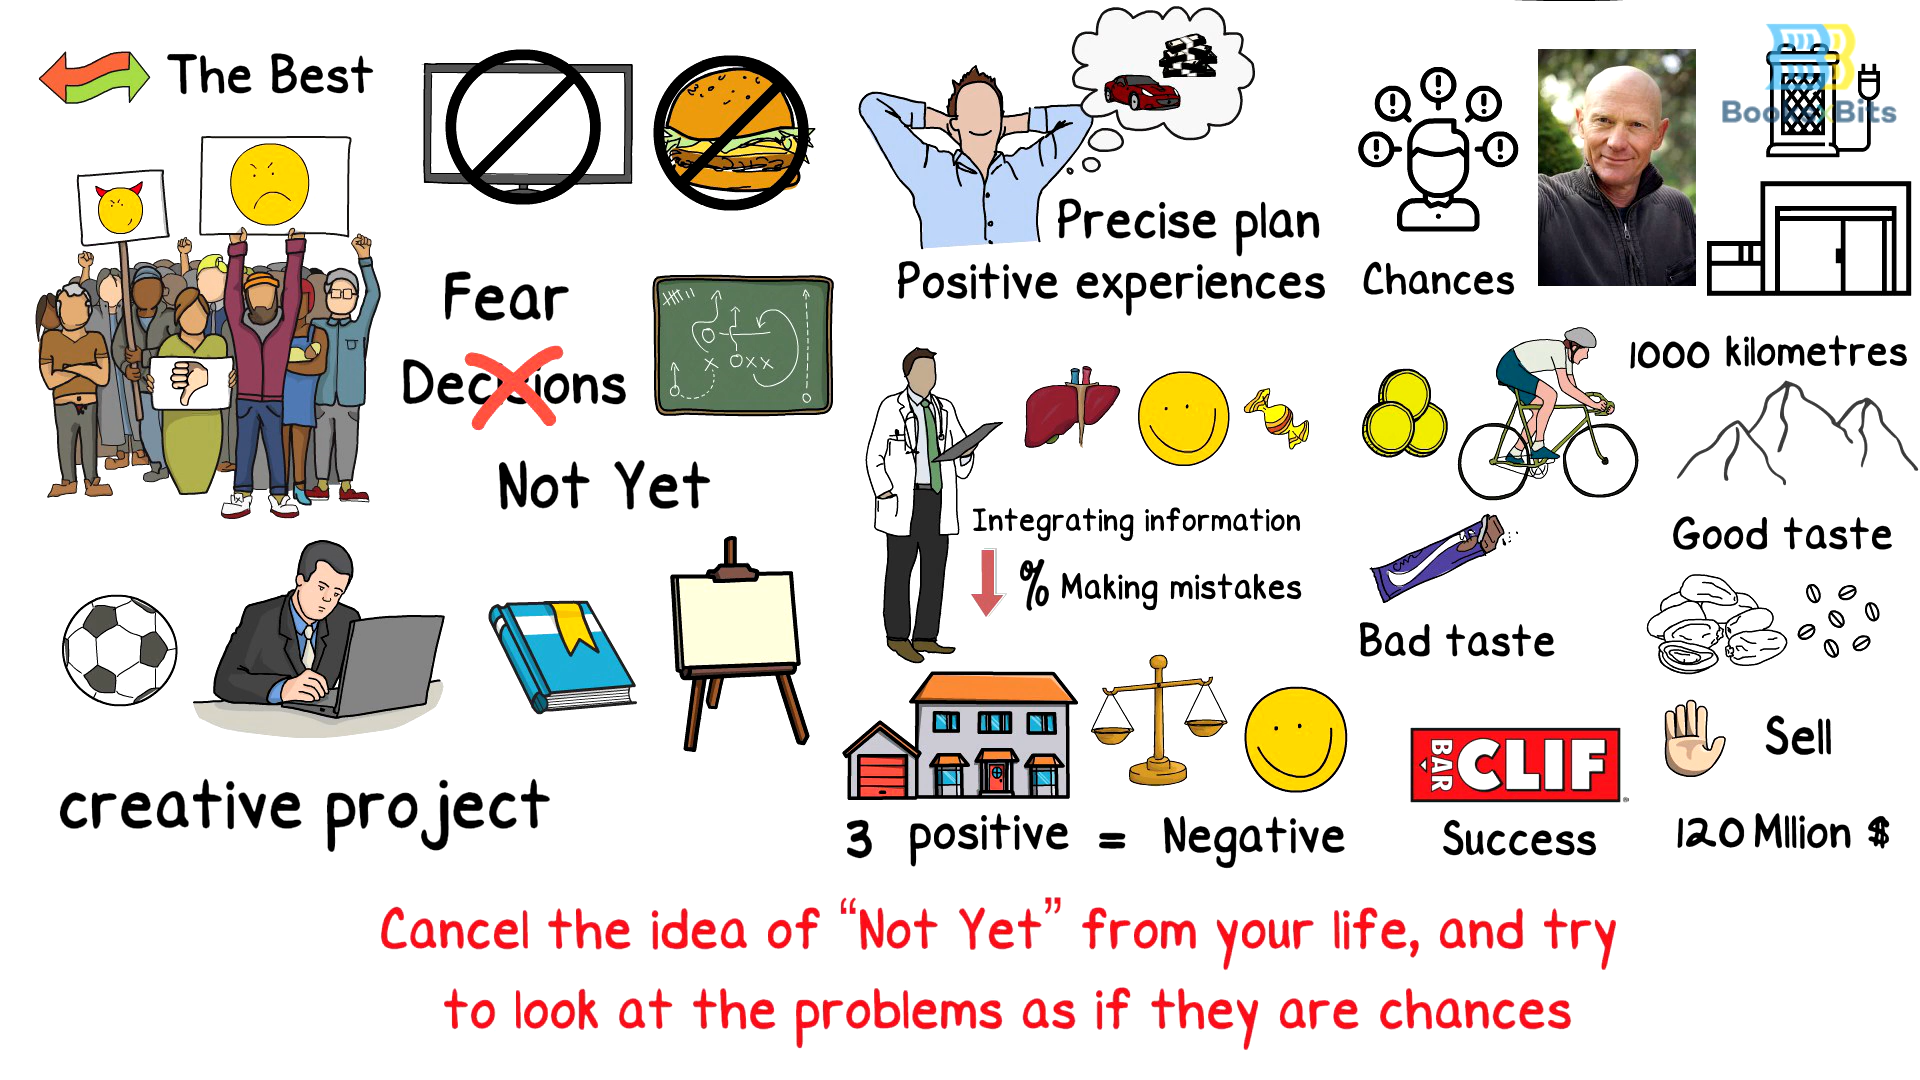 The Best
Fear
Decisions
Not Yet
creative project
Precise plan
Positive experiences
Integrating information
% Making mistakes
3 positive = Negative
Chances
BooksxBits
1000 kilometres
Good taste
Bad taste
CLIF
BAR
Success
Sell
120 Mllion $
Cancel the idea of “Not Yet” from your life, and try
to look at the problems as if they are chances